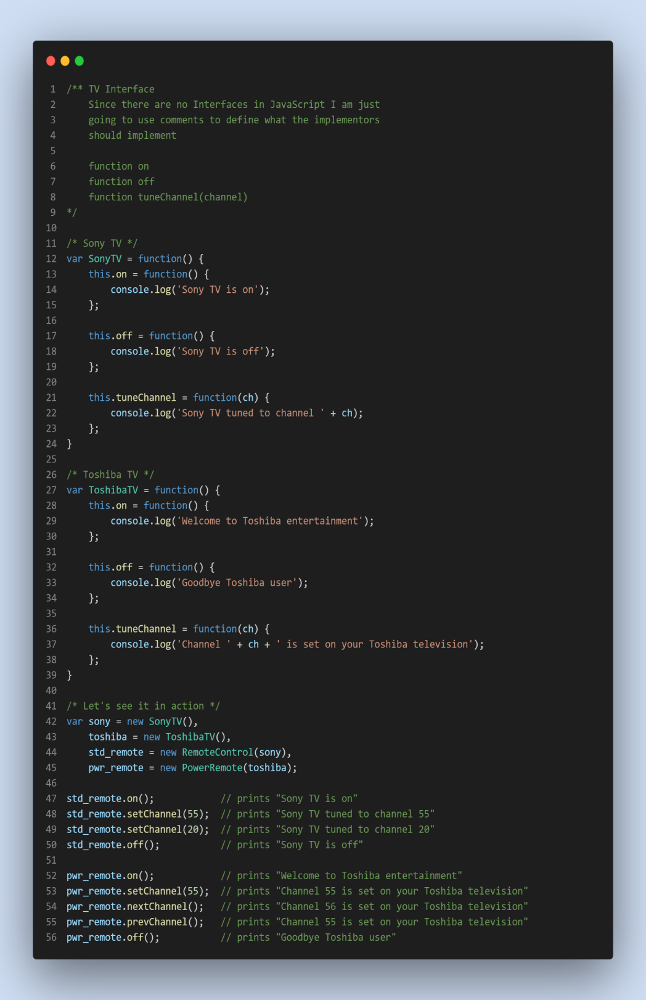 1 /** TV Interface
2     Since there are no Interfaces in JavaScript I am just
3     going to use comments to define what the implementors
4     should implement
5
6     function on
7     function off
8     function tuneChannel(channel)
9 */
10
11 /* Sony TV */
12 var SonyTV = function() {
13     this.on = function() {
14         console.log('Sony TV is on');
15     };
16
17     this.off = function() {
18         console.log('Sony TV is off');
19     };
20
21     this.tuneChannel = function(ch) {
22         console.log('Sony TV tuned to channel ' + ch);
23     };
24 }
25
26 /* Toshiba TV */
27 var ToshibaTV = function() {
28     this.on = function() {
29         console.log('Welcome to Toshiba entertainment');
30     };
31
32     this.off = function() {
33         console.log('Goodbye Toshiba user');
34     };
35
36     this.tuneChannel = function(ch) {
37         console.log('Channel ' + ch + ' is set on your Toshiba television');
38     };
39 }
40
41 /* Let's see it in action */
42 var sony = new SonyTV(),
43     toshiba = new ToshibaTV(),
44     std_remote = new RemoteControl(sony),
45     pwr_remote = new PowerRemote(toshiba);
46
47 std_remote.on();            // prints "Sony TV is on"
48 std_remote.setChannel(55);  // prints "Sony TV tuned to channel 55"
49 std_remote.setChannel(20);  // prints "Sony TV tuned to channel 20"
50 std_remote.off();           // prints "Sony TV is off"
51
52 pwr_remote.on();            // prints "Welcome to Toshiba entertainment"
53 pwr_remote.setChannel(55);  // prints "Channel 55 is set on your Toshiba television"
54 pwr_remote.nextChannel();   // prints "Channel 56 is set on your Toshiba television"
55 pwr_remote.prevChannel();   // prints "Channel 55 is set on your Toshiba television"
56 pwr_remote.off();           // prints "Goodbye Toshiba user"